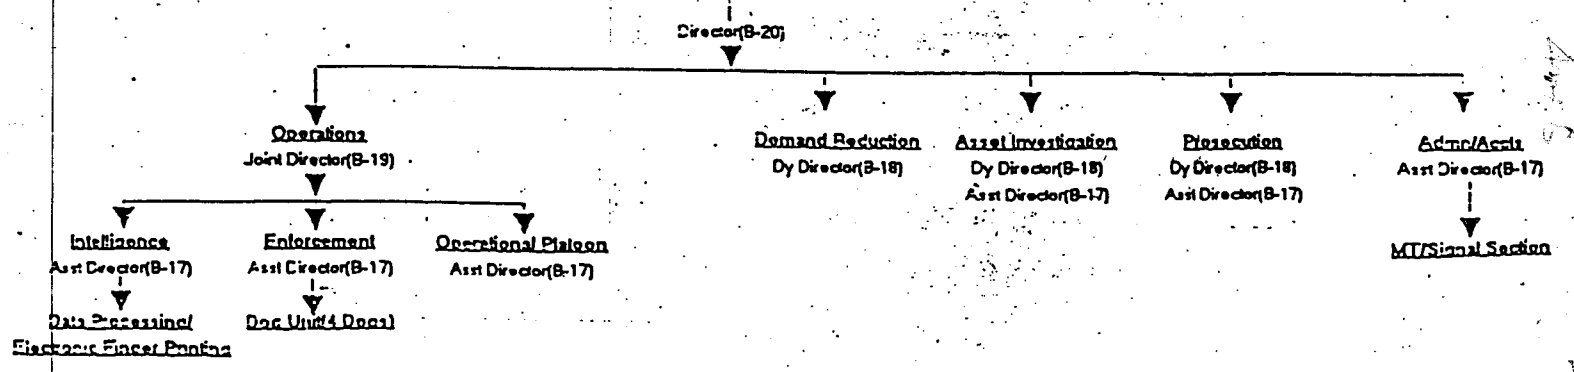 Director(B-20)
Operations
Joint Director(B-19)
Demand Reduction
Dy Director(B-18)
Asset Investigation
Dy Director(B-18)
Asst Director(B-17)
Prosecution
Dy Director(B-18)
Asst Director(B-17)
Admn/Accts
Asst Director(B-17)
MT/Signal Section
Intelligence
Asst Director(B-17)
Data Processing/
Electronic Finger Printing
Enforcement
Asst Director(B-17)
Dog Unit(4 Dogs)
Operational Platoon
Asst Director(B-17)